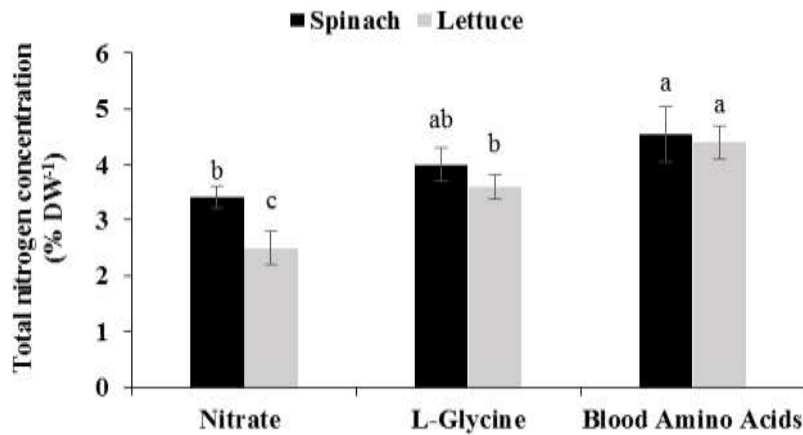 Spinach Lettuce
Total nitrogen concentration
(% DW⁻¹)
6
5
4
3
2
1
0
b
c
ab
b
a
a
Nitrate
L-Glycine
Blood Amino Acids